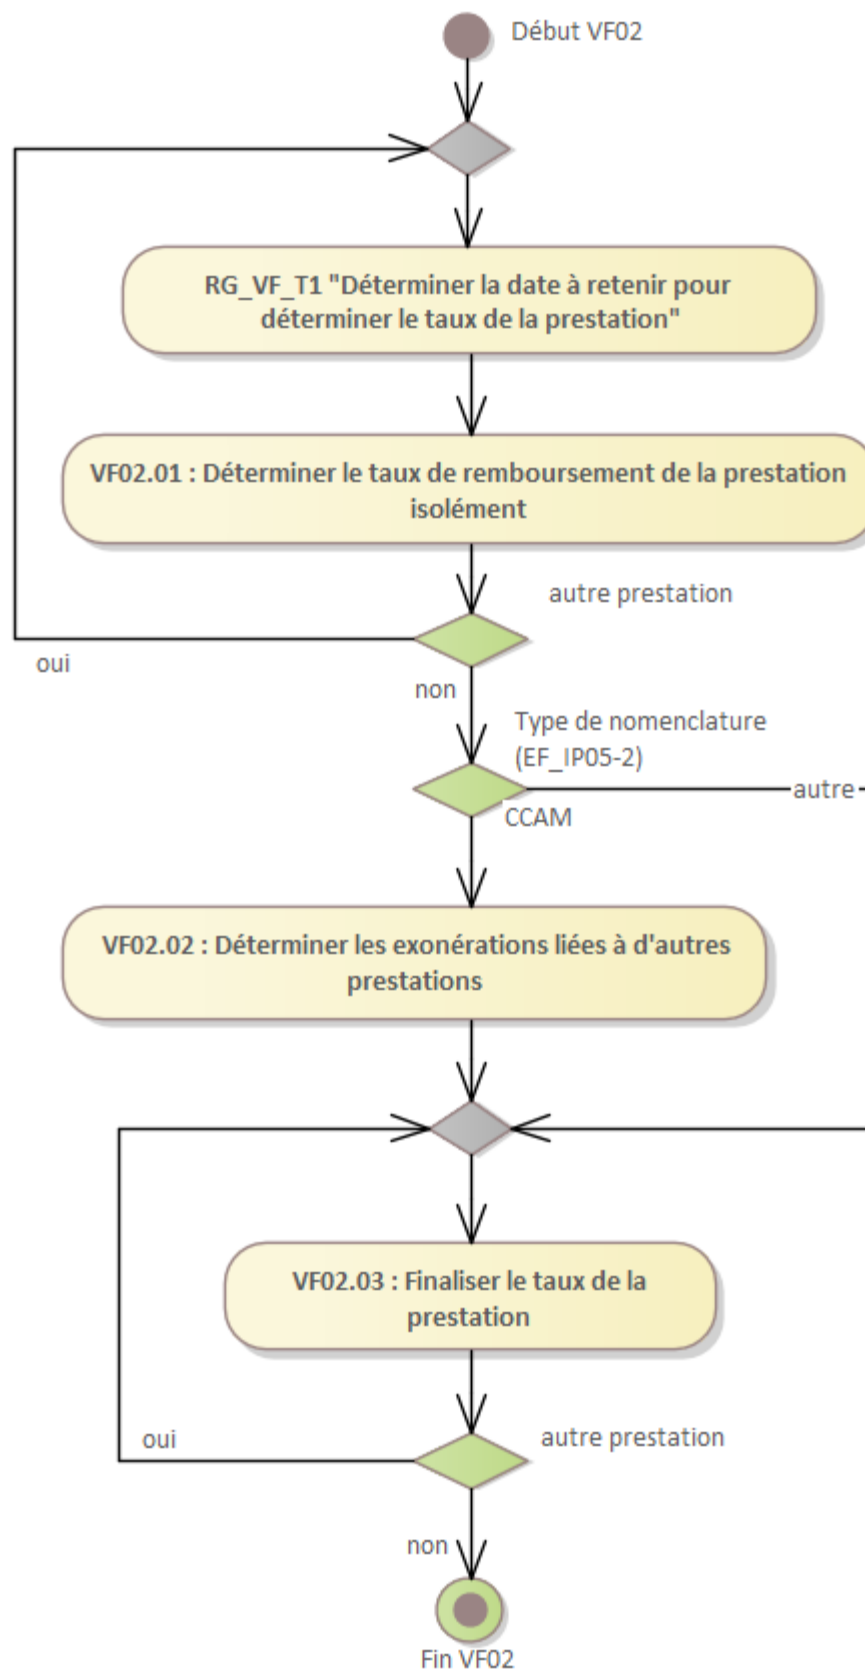 Début VF02
RG_VF_T1 "Déterminer la date à retenir pour
déterminer le taux de la prestation"
VF02.01 : Déterminer le taux de remboursement de la prestation
isolément
autre prestation
oui
non
Type de nomenclature
(EF_IP05-2)
autre
CCAM
VF02.02 : Déterminer les exonérations liées à d'autres
prestations
VF02.03 : Finaliser le taux de la
prestation
autre prestation
oui
non
Fin VF02